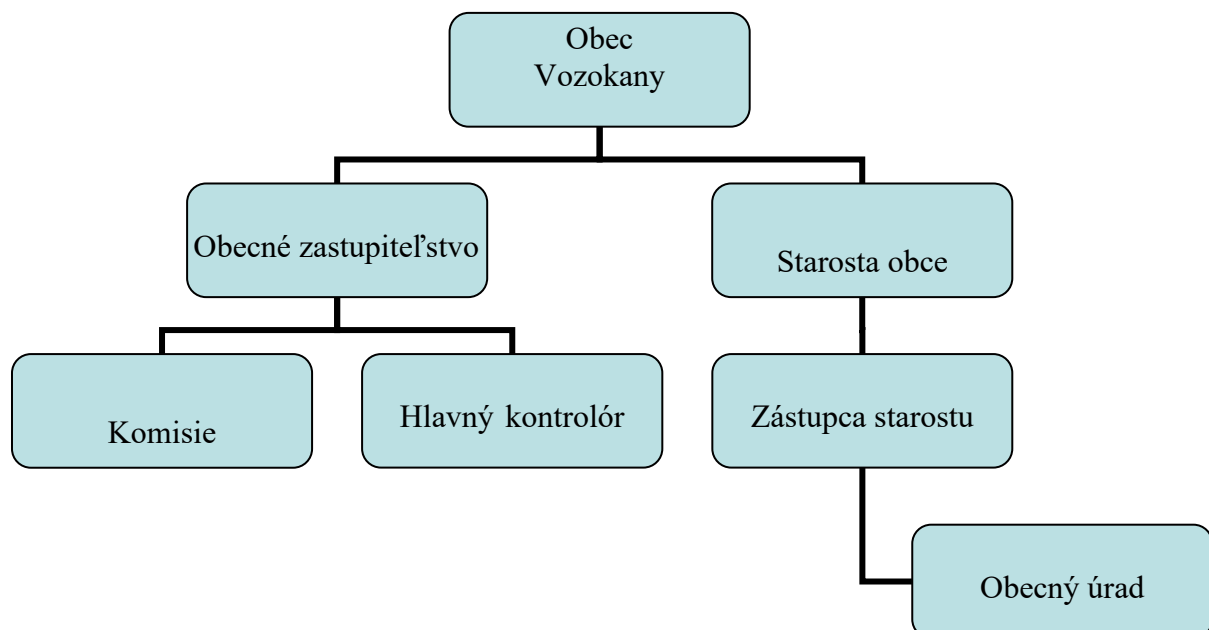 Obec
Vozokany
Obecné zastupiteľstvo
Starosta obce
Komisie
Hlavný kontrolór
Zástupca starostu
Obecný úrad